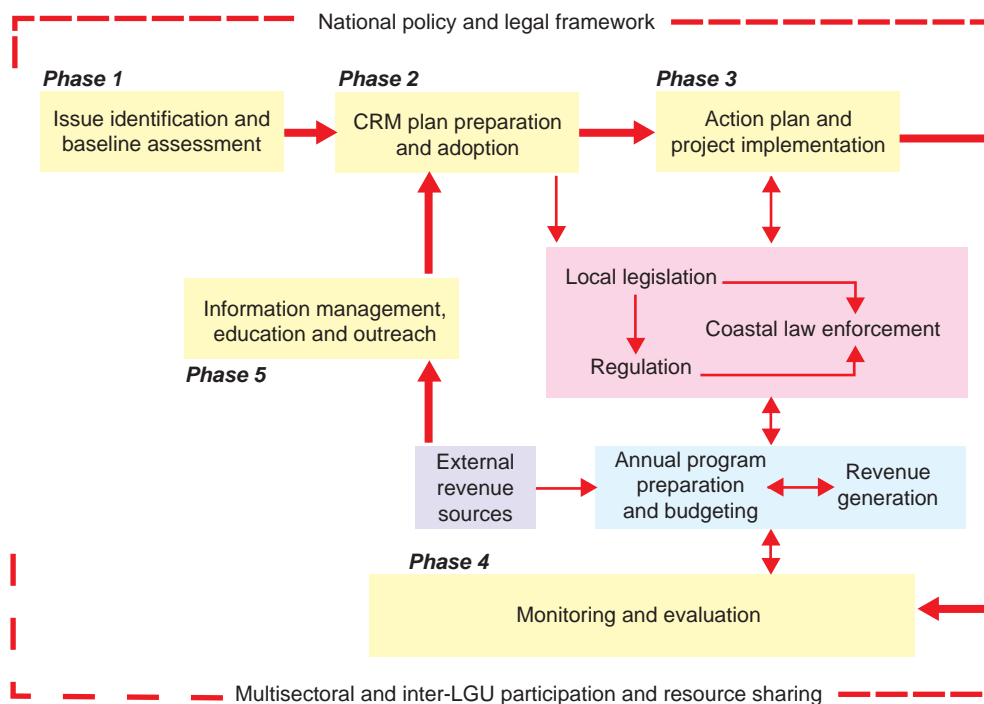 National policy and legal framework
Phase 1
Phase 2
Phase 3
Issue identification and
baseline assessment
CRM plan preparation
and adoption
Action plan and
project implementation
Local legislation
Coastal law enforcement
Regulation
Information management,
education and outreach
Phase 5
External
revenue
sources
Annual program
preparation
and budgeting
Revenue
generation
Phase 4
Monitoring and evaluation
Multisectoral and inter-LGU participation and resource sharing